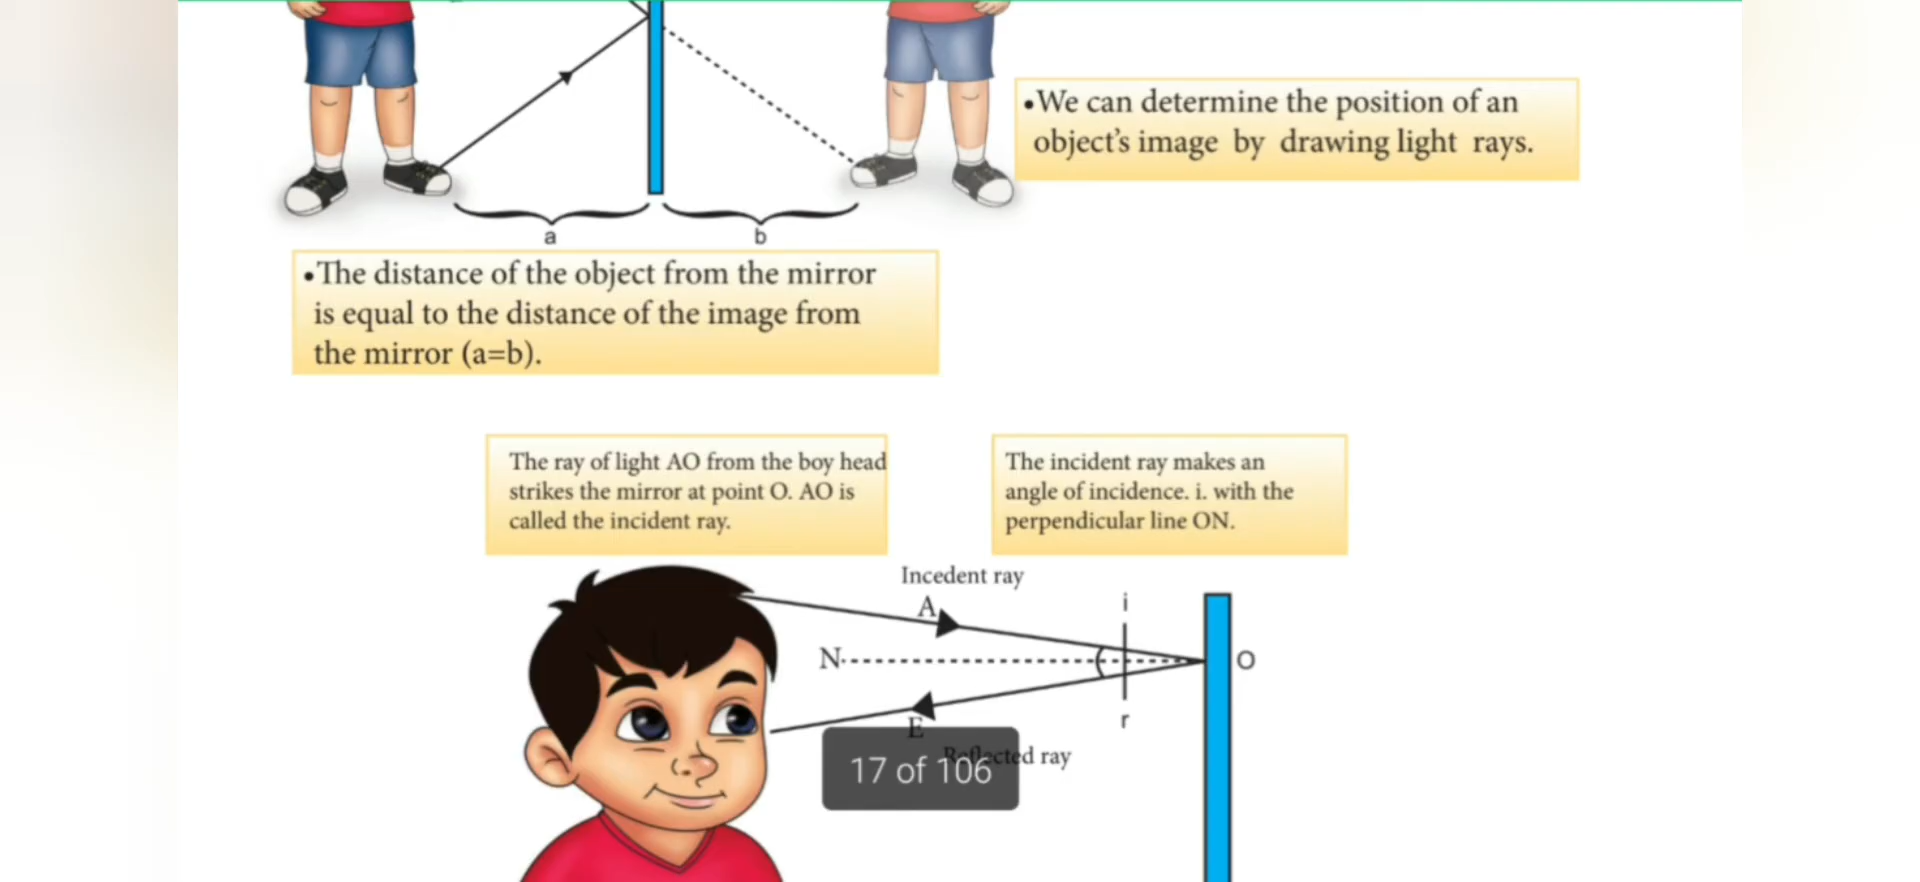 •We can determine the position of an
object's image by drawing light rays.
a
b
•The distance of the object from the mirror
is equal to the distance of the image from
the mirror (a=b).
The ray of light AO from the boy head
strikes the mirror at point O. AO is
called the incident ray.
The incident ray makes an
angle of incidence. i. with the
perpendicular line ON.
Incedent ray
A
i
N
O
E
r
Reflected ray
17 of 106